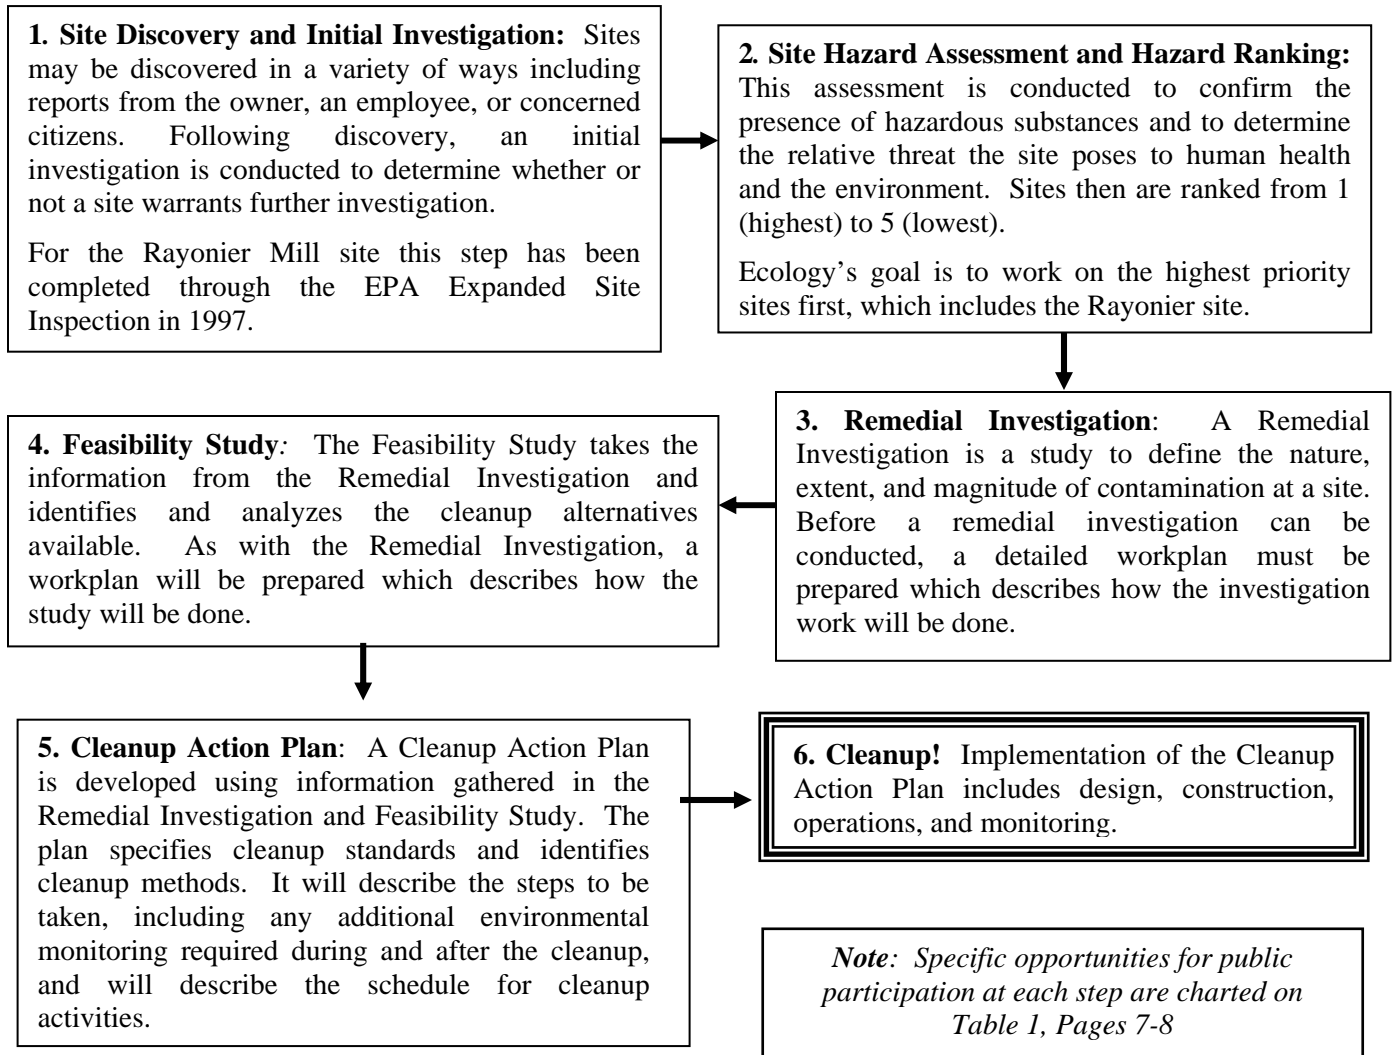 1. Site Discovery and Initial Investigation: Sites
may be discovered in a variety of ways including
reports from the owner, an employee, or concerned
citizens. Following discovery, an initial
investigation is conducted to determine whether or
not a site warrants further investigation.
For the Rayonier Mill site this step has been
completed through the EPA Expanded Site
Inspection in 1997.
2. Site Hazard Assessment and Hazard Ranking:
This assessment is conducted to confirm the
presence of hazardous substances and to determine
the relative threat the site poses to human health
and the environment. Sites then are ranked from 1
(highest) to 5 (lowest).
Ecology’s goal is to work on the highest priority
sites first, which includes the Rayonier site.
3. Remedial Investigation: A Remedial
Investigation is a study to define the nature,
extent, and magnitude of contamination at a site.
Before a remedial investigation can be
conducted, a detailed workplan must be
prepared which describes how the investigation
work will be done.
4. Feasibility Study: The Feasibility Study takes the
information from the Remedial Investigation and
identifies and analyzes the cleanup alternatives
available. As with the Remedial Investigation, a
workplan will be prepared which describes how the
study will be done.
5. Cleanup Action Plan: A Cleanup Action Plan
is developed using information gathered in the
Remedial Investigation and Feasibility Study. The
plan specifies cleanup standards and identifies
cleanup methods. It will describe the steps to be
taken, including any additional environmental
monitoring required during and after the cleanup,
and will describe the schedule for cleanup
activities.
6. Cleanup! Implementation of the Cleanup
Action Plan includes design, construction,
operations, and monitoring.
Note: Specific opportunities for public
participation at each step are charted on
Table 1, Pages 7-8